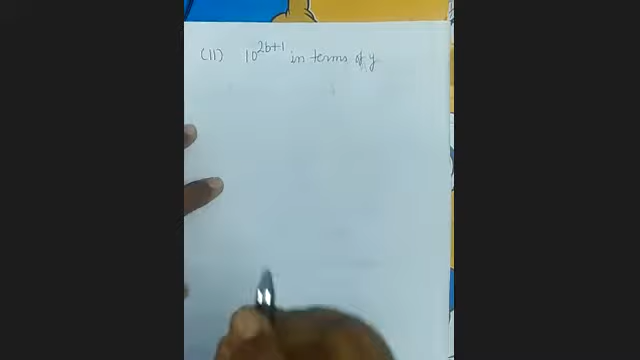 (II) 10^{2b+1} in terms of y